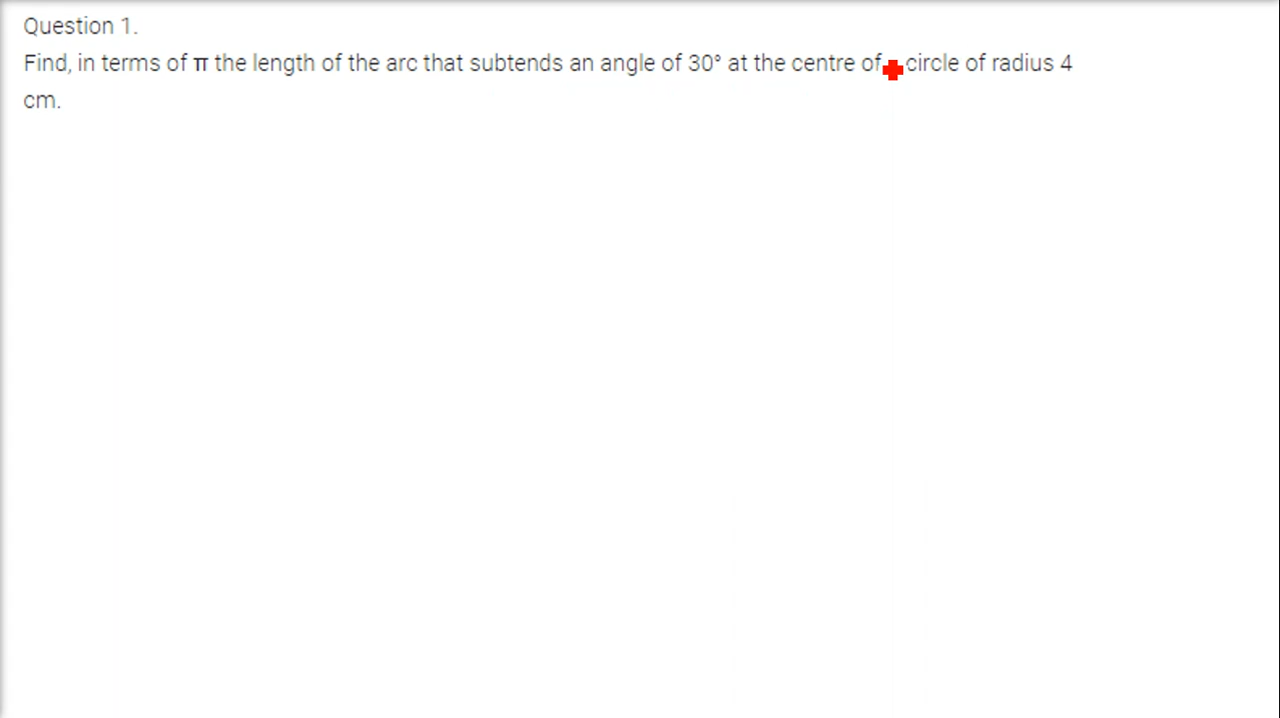 Question 1.
Find, in terms of π the length of the arc that subtends an angle of 30° at the centre of circle of radius 4
cm.